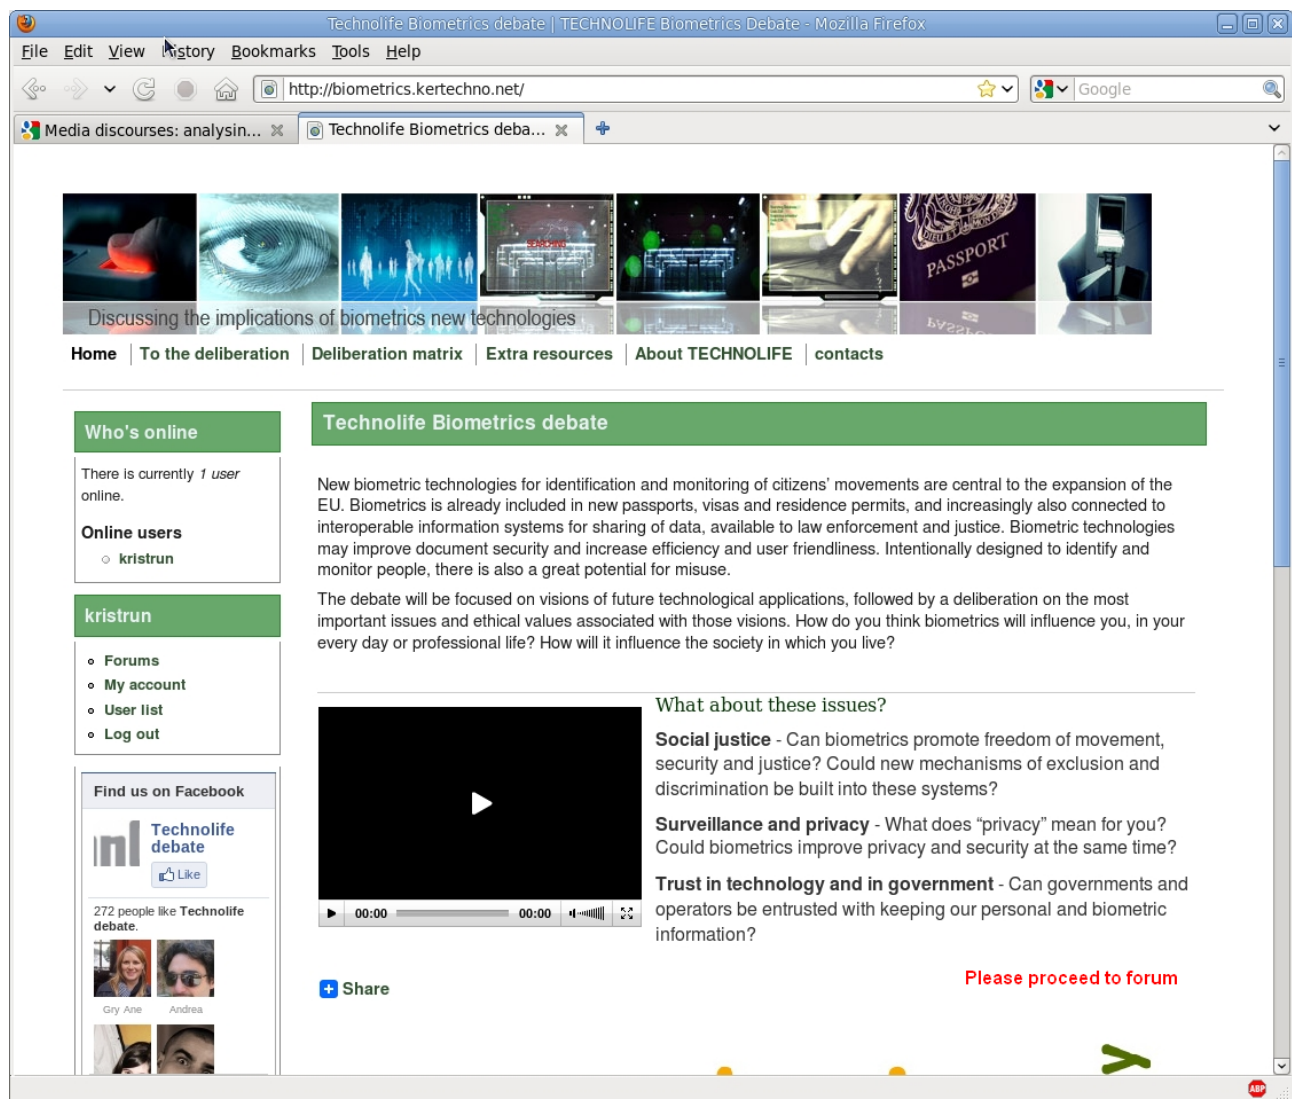 Technolife Biometrics debate | TECHNOLIFE Biometrics Debate - Mozilla Firefox
File Edit View History Bookmarks Tools Help
http://biometrics.kertechno.net/
Google
Media discourses: analysin...
Technolife Biometrics deba...
SEARCHING
DIEU ET MON DROIT
PASSPORT
Discussing the implications of biometrics new technologies
Home
To the deliberation
Deliberation matrix
Extra resources
About TECHNOLIFE
contacts
Who's online
There is currently 1 user
online.
Online users
kristrun
kristrun
Forums
My account
User list
Log out
Find us on Facebook
Technolife
debate
Like
272 people like Technolife
debate.
Gry Ane
Andrea
Technolife Biometrics debate
New biometric technologies for identification and monitoring of citizens' movements are central to the expansion of the
EU. Biometrics is already included in new passports, visas and residence permits, and increasingly also connected to
interoperable information systems for sharing of data, available to law enforcement and justice. Biometric technologies
may improve document security and increase efficiency and user friendliness. Intentionally designed to identify and
monitor people, there is also a great potential for misuse.
The debate will be focused on visions of future technological applications, followed by a deliberation on the most
important issues and ethical values associated with those visions. How do you think biometrics will influence you, in your
every day or professional life? How will it influence the society in which you live?
00:00
00:00
What about these issues?
Social justice - Can biometrics promote freedom of movement,
security and justice? Could new mechanisms of exclusion and
discrimination be built into these systems?
Surveillance and privacy - What does “privacy” mean for you?
Could biometrics improve privacy and security at the same time?
Trust in technology and in government - Can governments and
operators be entrusted with keeping our personal and biometric
information?
Share
Please proceed to forum
ABP